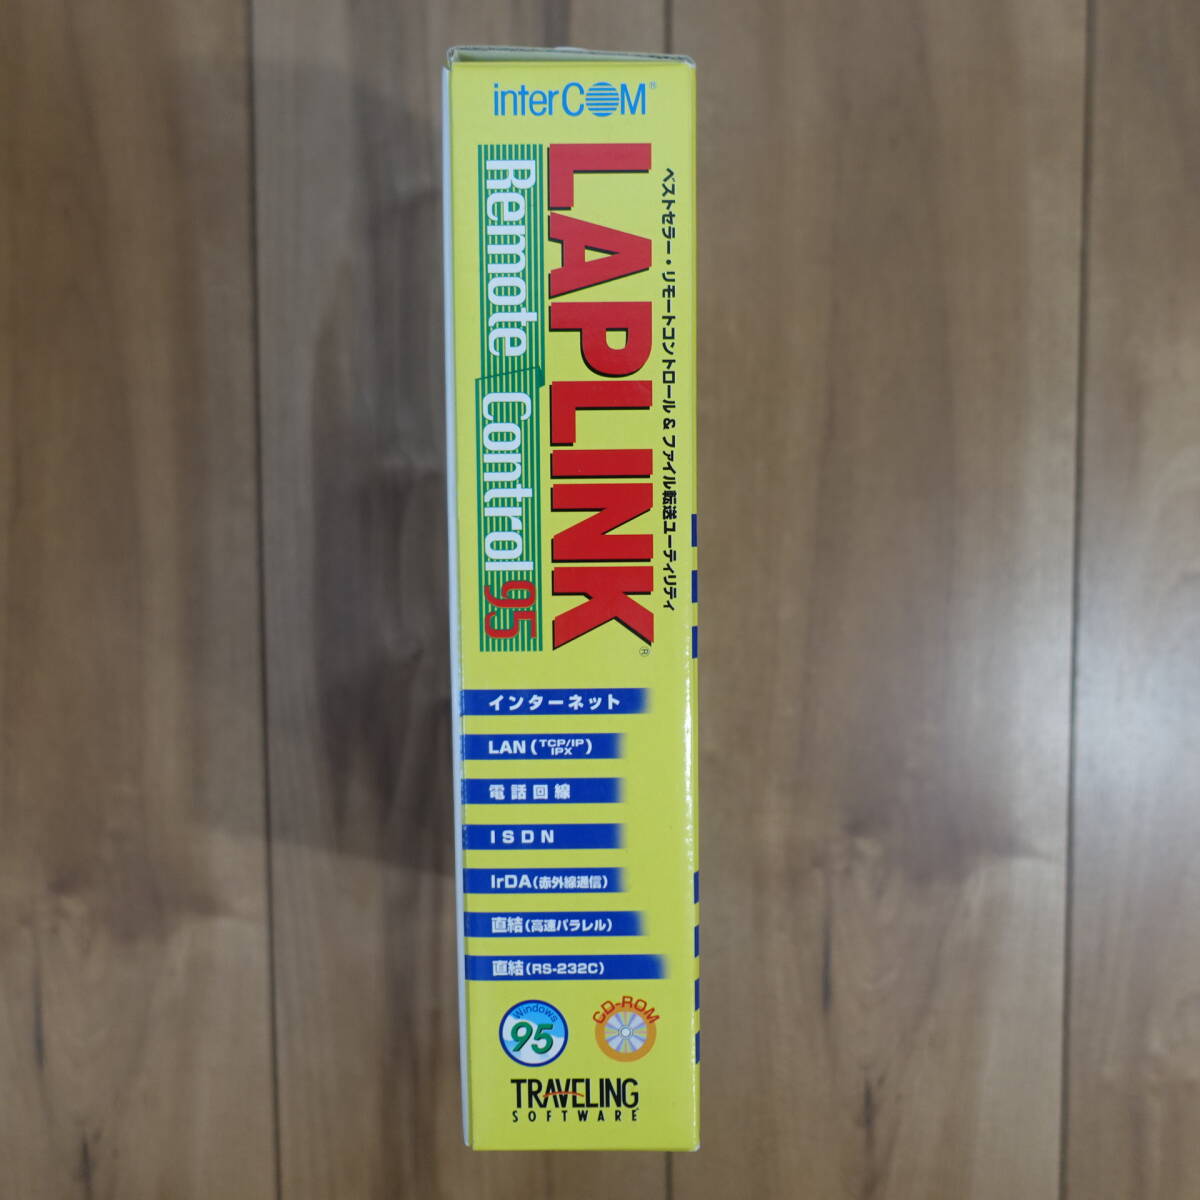 interCOM®
ベストセラー・リモートコントロール & ファイル転送ユーティリティ
LAPLINK®
Remote Control 95
インターネット
LAN (TCP/IP IPX)
電話回線
ISDN
IrDA(赤外線通信)
直結(高速パラレル)
直結(RS-232C)
Windows 95
CD-ROM
TRAVELING
SOFTWARE